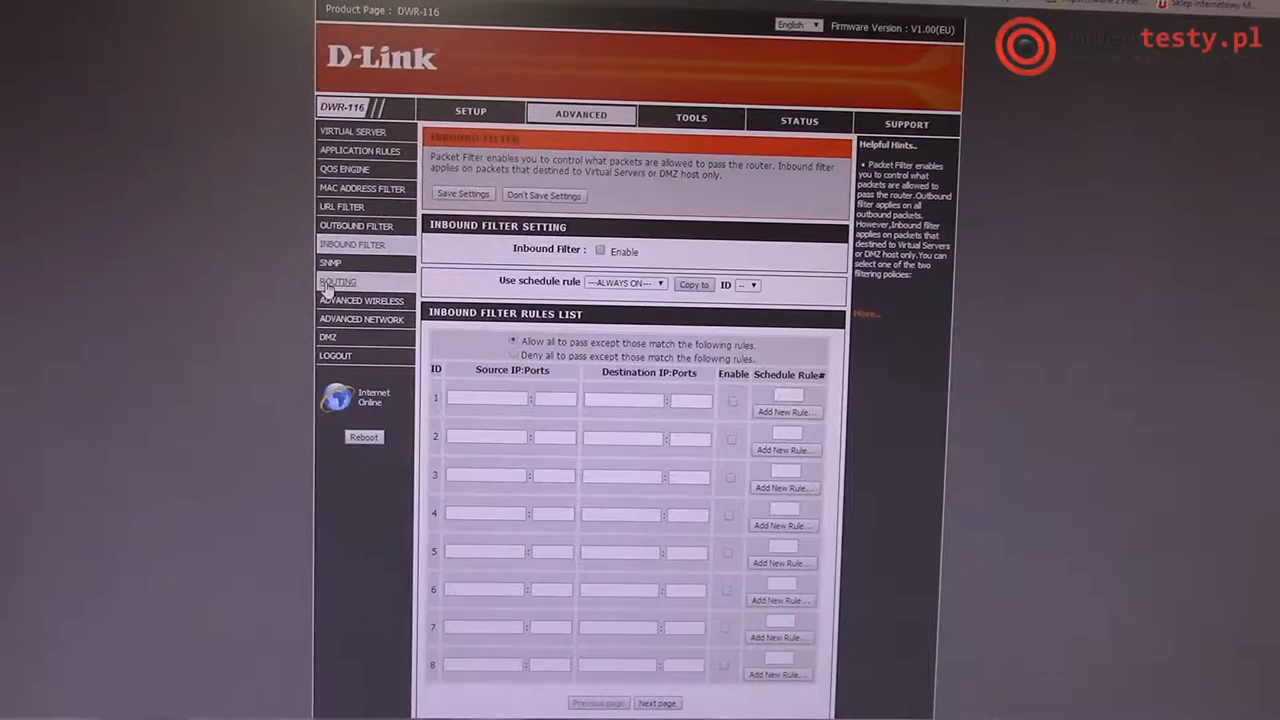 Product Page : DWR-116
English
Firmware Version : V1.00(EU)
testy.pl
D-Link
DWR-116
SETUP
ADVANCED
TOOLS
STATUS
SUPPORT
VIRTUAL SERVER
APPLICATION RULES
QOS ENGINE
MAC ADDRESS FILTER
URL FILTER
OUTBOUND FILTER
INBOUND FILTER
SNMP
ROUTING
ADVANCED WIRELESS
ADVANCED NETWORK
DMZ
LOGOUT
Internet
Online
Reboot
INBOUND FILTER
Packet Filter enables you to control what packets are allowed to pass the router. Inbound filter
applies on packets that destined to Virtual Servers or DMZ host only.
Save Settings
Don't Save Settings
INBOUND FILTER SETTING
Inbound Filter : Enable
Use schedule rule ---ALWAYS ON--- Copy to ID --
INBOUND FILTER RULES LIST
Allow all to pass except those match the following rules.
Deny all to pass except those match the following rules.
ID Source IP:Ports Destination IP:Ports Enable Schedule Rule#
1 : : Add New Rule...
2 : : Add New Rule...
3 : : Add New Rule...
4 : : Add New Rule...
5 : : Add New Rule...
6 : : Add New Rule...
7 : : Add New Rule...
8 : : Add New Rule...
Previous page Next page
Helpful Hints..
• Packet Filter enables
you to control what
packets are allowed to
pass the router.Outbound
filter applies on all
outbound packets.
However,Inbound filter
applies on packets that
destined to Virtual Servers
or DMZ host only.You can
select one of the two
filtering policies:
More...